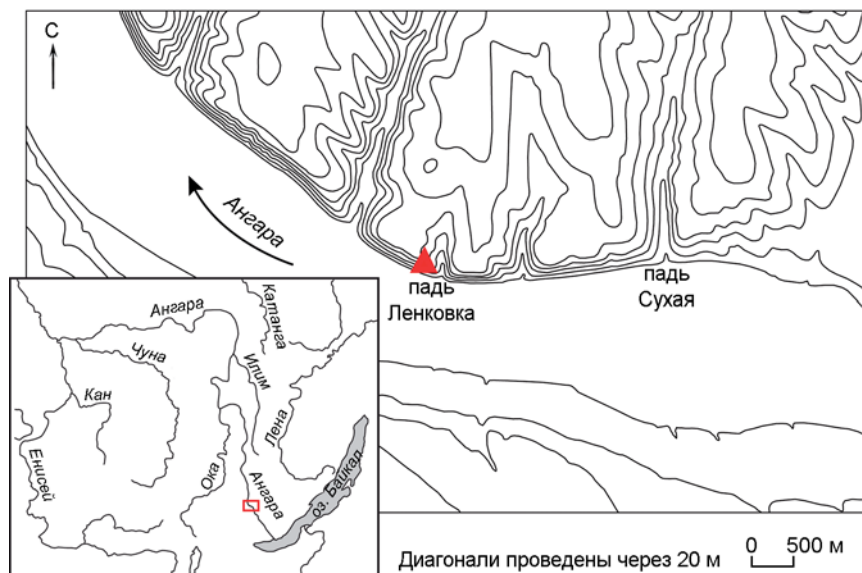 С
Ангара
падь
Ленковка
падь
Сухая
Ангара
Катанга
Чуна
Илим
Кан
Лена
Енисей
Ока
Ангара
оз. Байкал
Диагонали проведены через 20 м
0 500 м